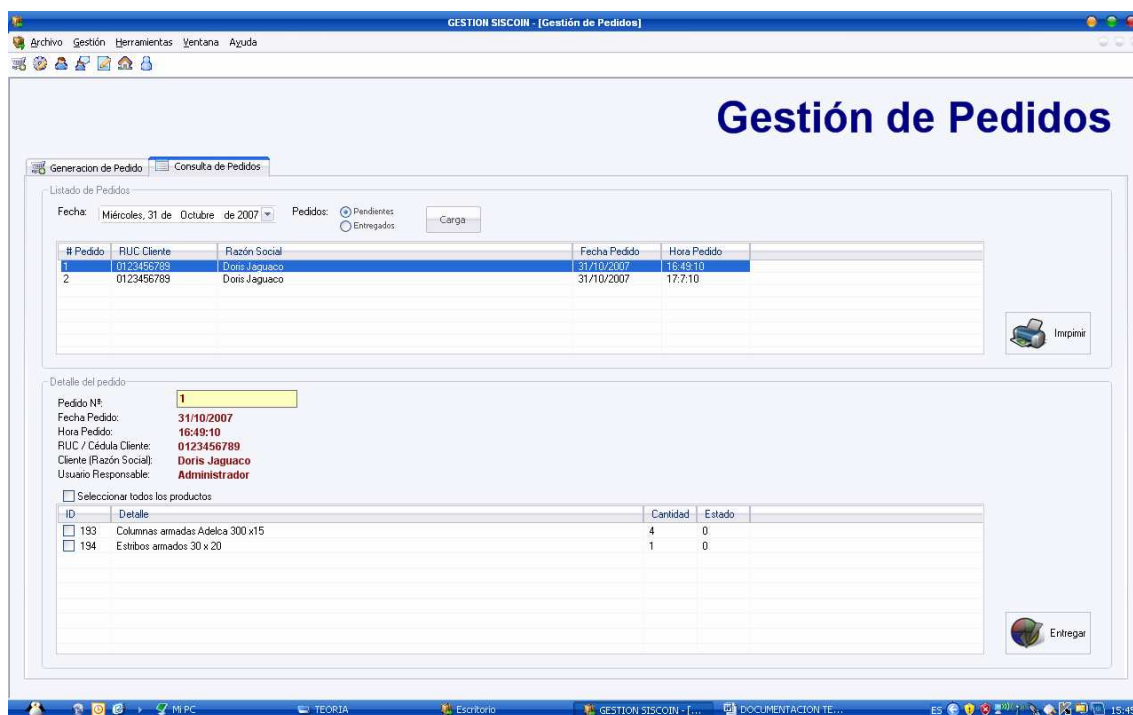 GESTION SISCOIN - [Gestión de Pedidos]
Archivo Gestión Herramientas Ventana Ayuda
Gestión de Pedidos
Generacion de Pedido Consulta de Pedidos
Listado de Pedidos
Fecha: Miércoles, 31 de Octubre de 2007 Pedidos: Pendientes
Entregados
Carga
# Pedido RUC Cliente Razón Social Fecha Pedido Hora Pedido
1 0123456789 Doris Jaguaco 31/10/2007 16:49:10
2 0123456789 Doris Jaguaco 31/10/2007 17:7:10
Imrpimir
Detalle del pedido
Pedido Nº: 1
Fecha Pedido: 31/10/2007
Hora Pedido: 16:49:10
RUC / Cédula Cliente: 0123456789
Cliente (Razón Social): Doris Jaguaco
Usuario Responsable: Administrador
Seleccionar todos los productos
ID Detalle Cantidad Estado
193 Columnas armadas Adelca 300 x15 4 0
194 Estribos armados 30 x 20 1 0
Entregar
Mi PC TEORIA Escritorio GESTION SISCOIN - [... DOCUMENTACION TE... ES 15:45